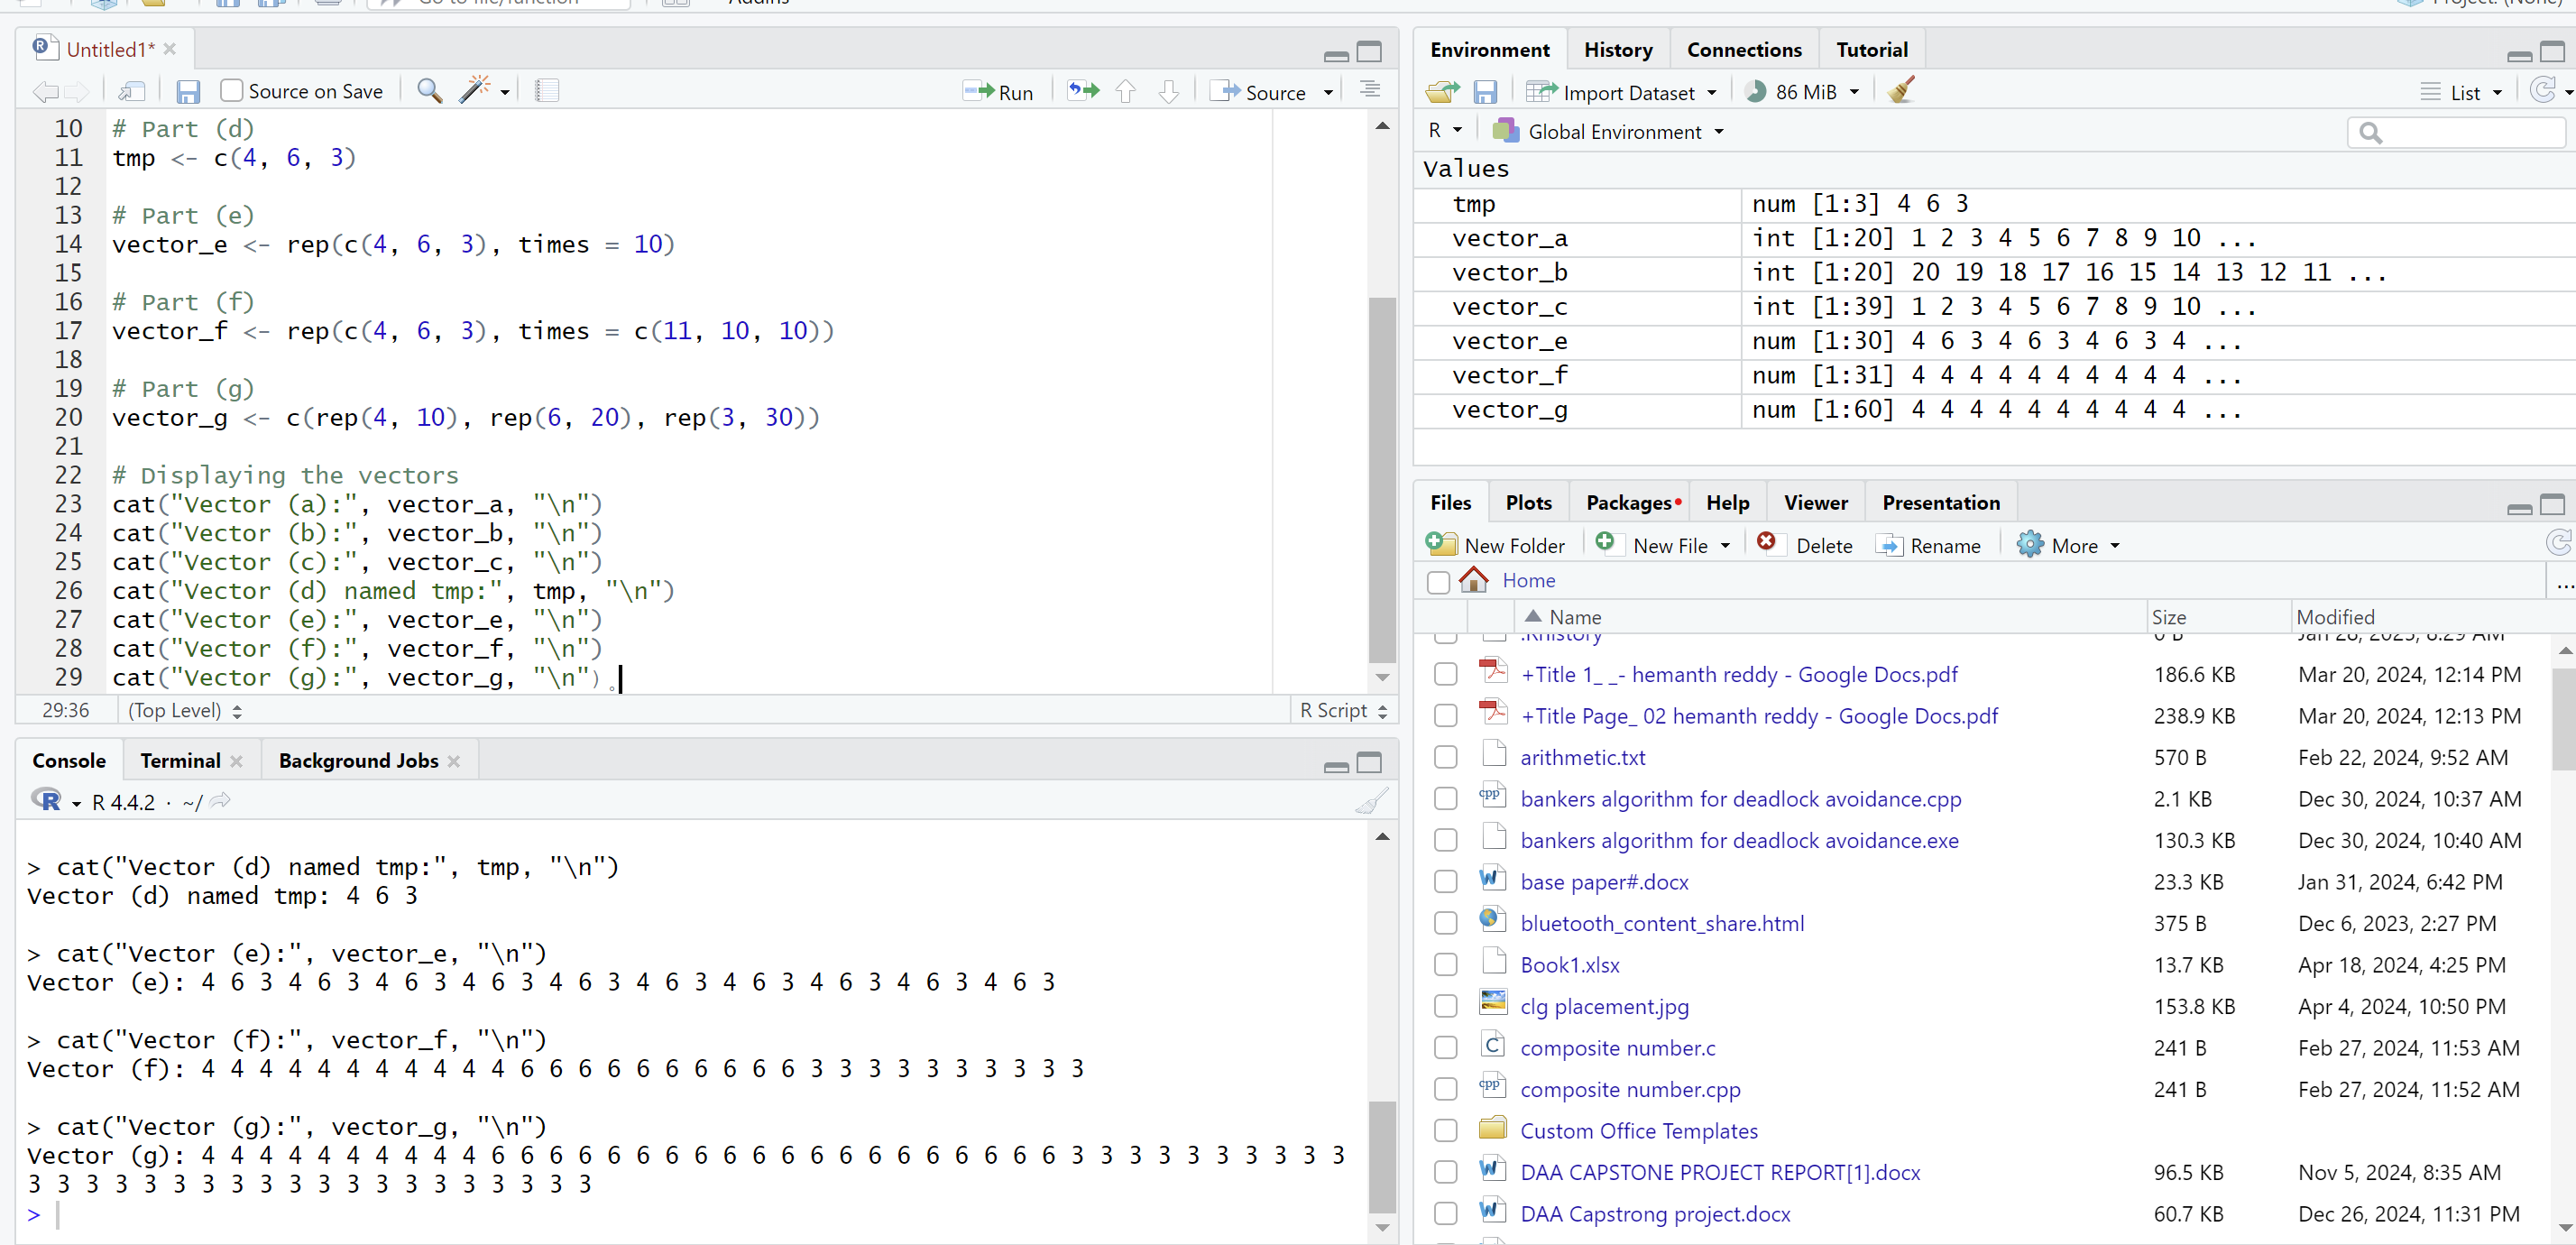 Go to file/function
Addins
Project: (None)
Untitled1*
Source on Save
Run
Source
10 # Part (d)
11 tmp <- c(4, 6, 3)
12
13 # Part (e)
14 vector_e <- rep(c(4, 6, 3), times = 10)
15
16 # Part (f)
17 vector_f <- rep(c(4, 6, 3), times = c(11, 10, 10))
18
19 # Part (g)
20 vector_g <- c(rep(4, 10), rep(6, 20), rep(3, 30))
21
22 # Displaying the vectors
23 cat("Vector (a):", vector_a, "\n")
24 cat("Vector (b):", vector_b, "\n")
25 cat("Vector (c):", vector_c, "\n")
26 cat("Vector (d) named tmp:", tmp, "\n")
27 cat("Vector (e):", vector_e, "\n")
28 cat("Vector (f):", vector_f, "\n")
29 cat("Vector (g):", vector_g, "\n")。
29:36 (Top Level) R Script
Console Terminal Background Jobs
R 4.4.2 · ~/
> cat("Vector (d) named tmp:", tmp, "\n")
Vector (d) named tmp: 4 6 3
> cat("Vector (e):", vector_e, "\n")
Vector (e): 4 6 3 4 6 3 4 6 3 4 6 3 4 6 3 4 6 3 4 6 3 4 6 3 4 6 3 4 6 3
> cat("Vector (f):", vector_f, "\n")
Vector (f): 4 4 4 4 4 4 4 4 4 4 4 6 6 6 6 6 6 6 6 6 6 3 3 3 3 3 3 3 3 3 3
> cat("Vector (g):", vector_g, "\n")
Vector (g): 4 4 4 4 4 4 4 4 4 4 6 6 6 6 6 6 6 6 6 6 6 6 6 6 6 6 6 6 6 6 3 3 3 3 3 3 3 3 3 3
3 3 3 3 3 3 3 3 3 3 3 3 3 3 3 3 3 3 3 3
>
Environment History Connections Tutorial
Import Dataset 86 MiB List
R Global Environment
Values
tmp num [1:3] 4 6 3
vector_a int [1:20] 1 2 3 4 5 6 7 8 9 10 ...
vector_b int [1:20] 20 19 18 17 16 15 14 13 12 11 ...
vector_c int [1:39] 1 2 3 4 5 6 7 8 9 10 ...
vector_e num [1:30] 4 6 3 4 6 3 4 6 3 4 ...
vector_f num [1:31] 4 4 4 4 4 4 4 4 4 4 ...
vector_g num [1:60] 4 4 4 4 4 4 4 4 4 4 ...
Files Plots Packages Help Viewer Presentation
New Folder New File Delete Rename More
Home ...
Name Size Modified
.Rhistory 0 B Jan 28, 2025, 8:29 AM
+Title 1_ _- hemanth reddy - Google Docs.pdf 186.6 KB Mar 20, 2024, 12:14 PM
+Title Page_ 02 hemanth reddy - Google Docs.pdf 238.9 KB Mar 20, 2024, 12:13 PM
arithmetic.txt 570 B Feb 22, 2024, 9:52 AM
cpp bankers algorithm for deadlock avoidance.cpp 2.1 KB Dec 30, 2024, 10:37 AM
bankers algorithm for deadlock avoidance.exe 130.3 KB Dec 30, 2024, 10:40 AM
base paper#.docx 23.3 KB Jan 31, 2024, 6:42 PM
bluetooth_content_share.html 375 B Dec 6, 2023, 2:27 PM
Book1.xlsx 13.7 KB Apr 18, 2024, 4:25 PM
clg placement.jpg 153.8 KB Apr 4, 2024, 10:50 PM
C composite number.c 241 B Feb 27, 2024, 11:53 AM
cpp composite number.cpp 241 B Feb 27, 2024, 11:52 AM
Custom Office Templates
DAA CAPSTONE PROJECT REPORT[1].docx 96.5 KB Nov 5, 2024, 8:35 AM
DAA Capstrong project.docx 60.7 KB Dec 26, 2024, 11:31 PM